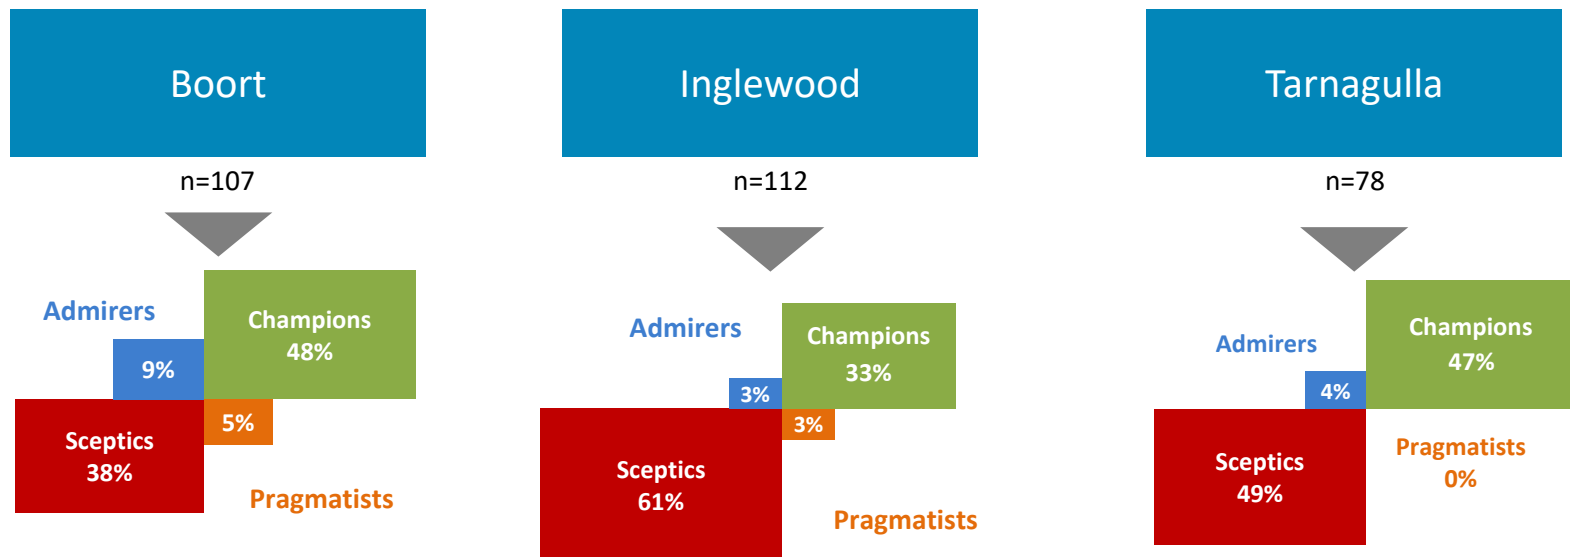 Boort
n=107
Admirers
Champions
48%
9%
5%
Sceptics
38%
Pragmatists
Inglewood
n=112
Admirers
Champions
33%
3%
3%
Sceptics
61%
Pragmatists
Tarnagulla
n=78
Admirers
Champions
47%
4%
Pragmatists
0%
Sceptics
49%